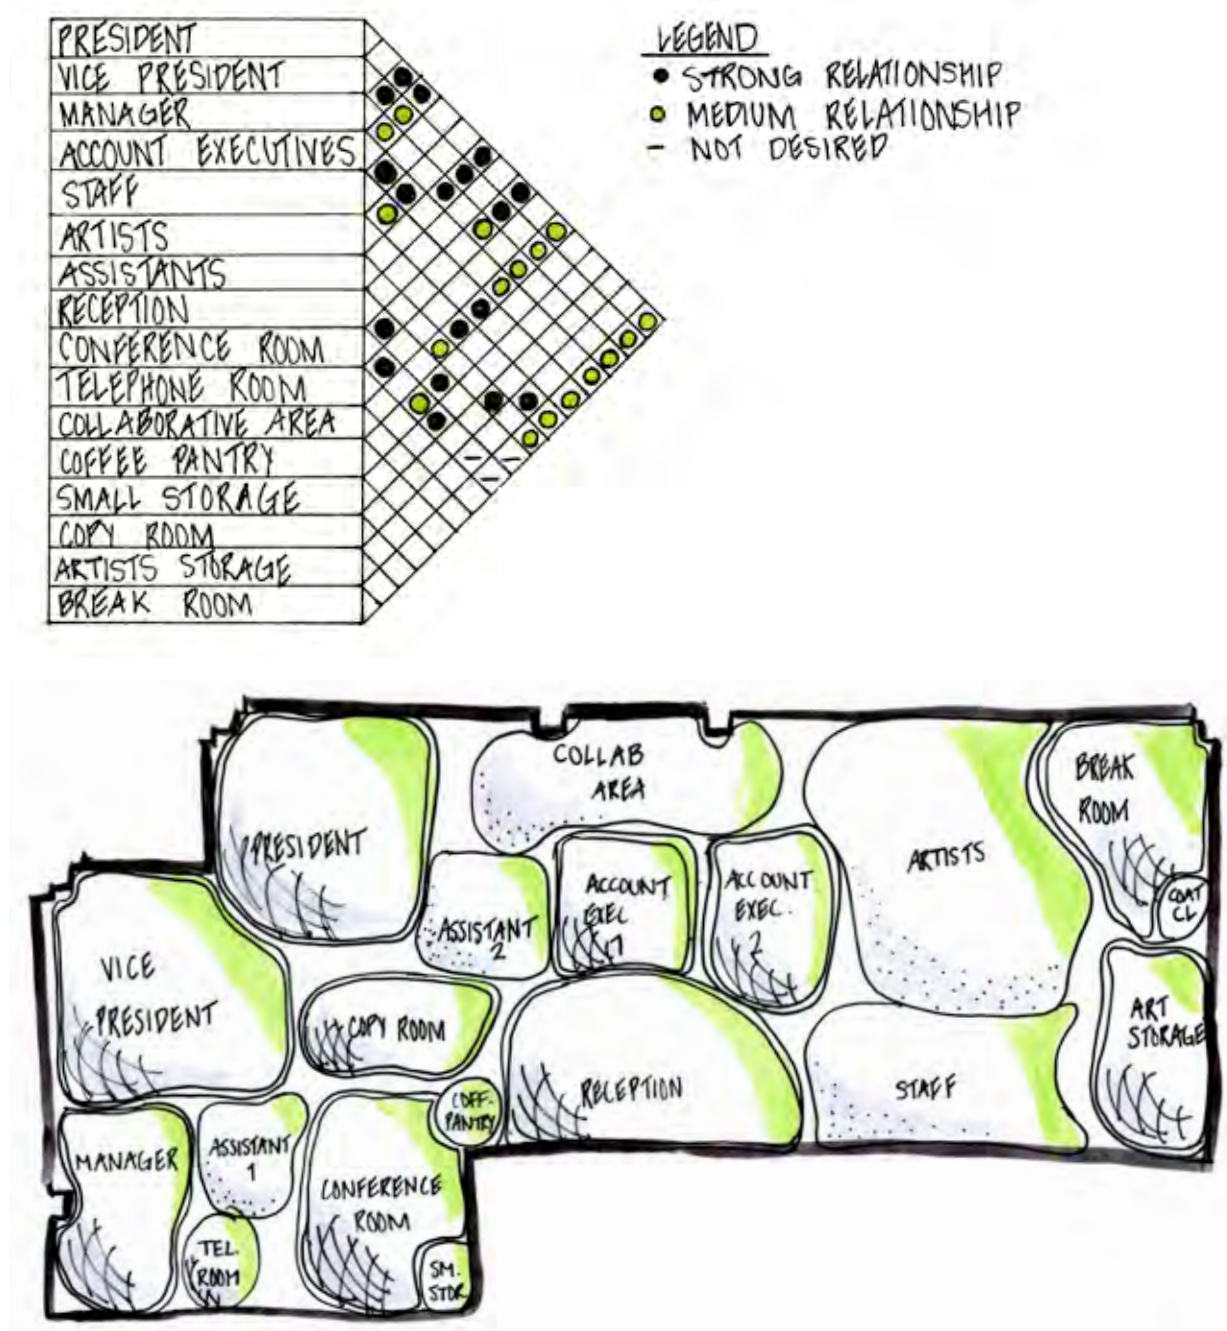 PRESIDENT
VICE PRESIDENT
MANAGER
ACCOUNT EXECUTIVES
STAFF
ARTISTS
ASSISTANTS
RECEPTION
CONFERENCE ROOM
TELEPHONE ROOM
COLLABORATIVE AREA
COFFEE PANTRY
SMALL STORAGE
COPY ROOM
ARTISTS STORAGE
BREAK ROOM
LEGEND
STRONG RELATIONSHIP
MEDIUM RELATIONSHIP
– NOT DESIRED
COLLAB
AREA
BREAK
ROOM
PRESIDENT
ARTISTS
ACCOUNT
EXEC
1
ACCOUNT
EXEC.
2
COAT
CL
ASSISTANT
2
VICE
PRESIDENT
COPY ROOM
ART
STORAGE
RECEPTION
STAFF
COFF.
PANTRY
MANAGER
ASSISTANT
1
CONFERENCE
ROOM
TEL.
ROOM
SM.
STOR